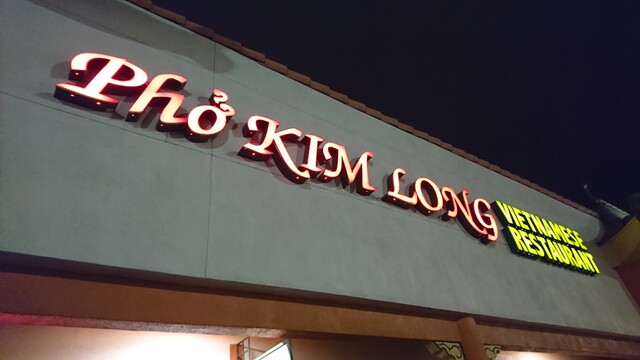 Phở KIM LONG
VIETNAMESE
RESTAURANT